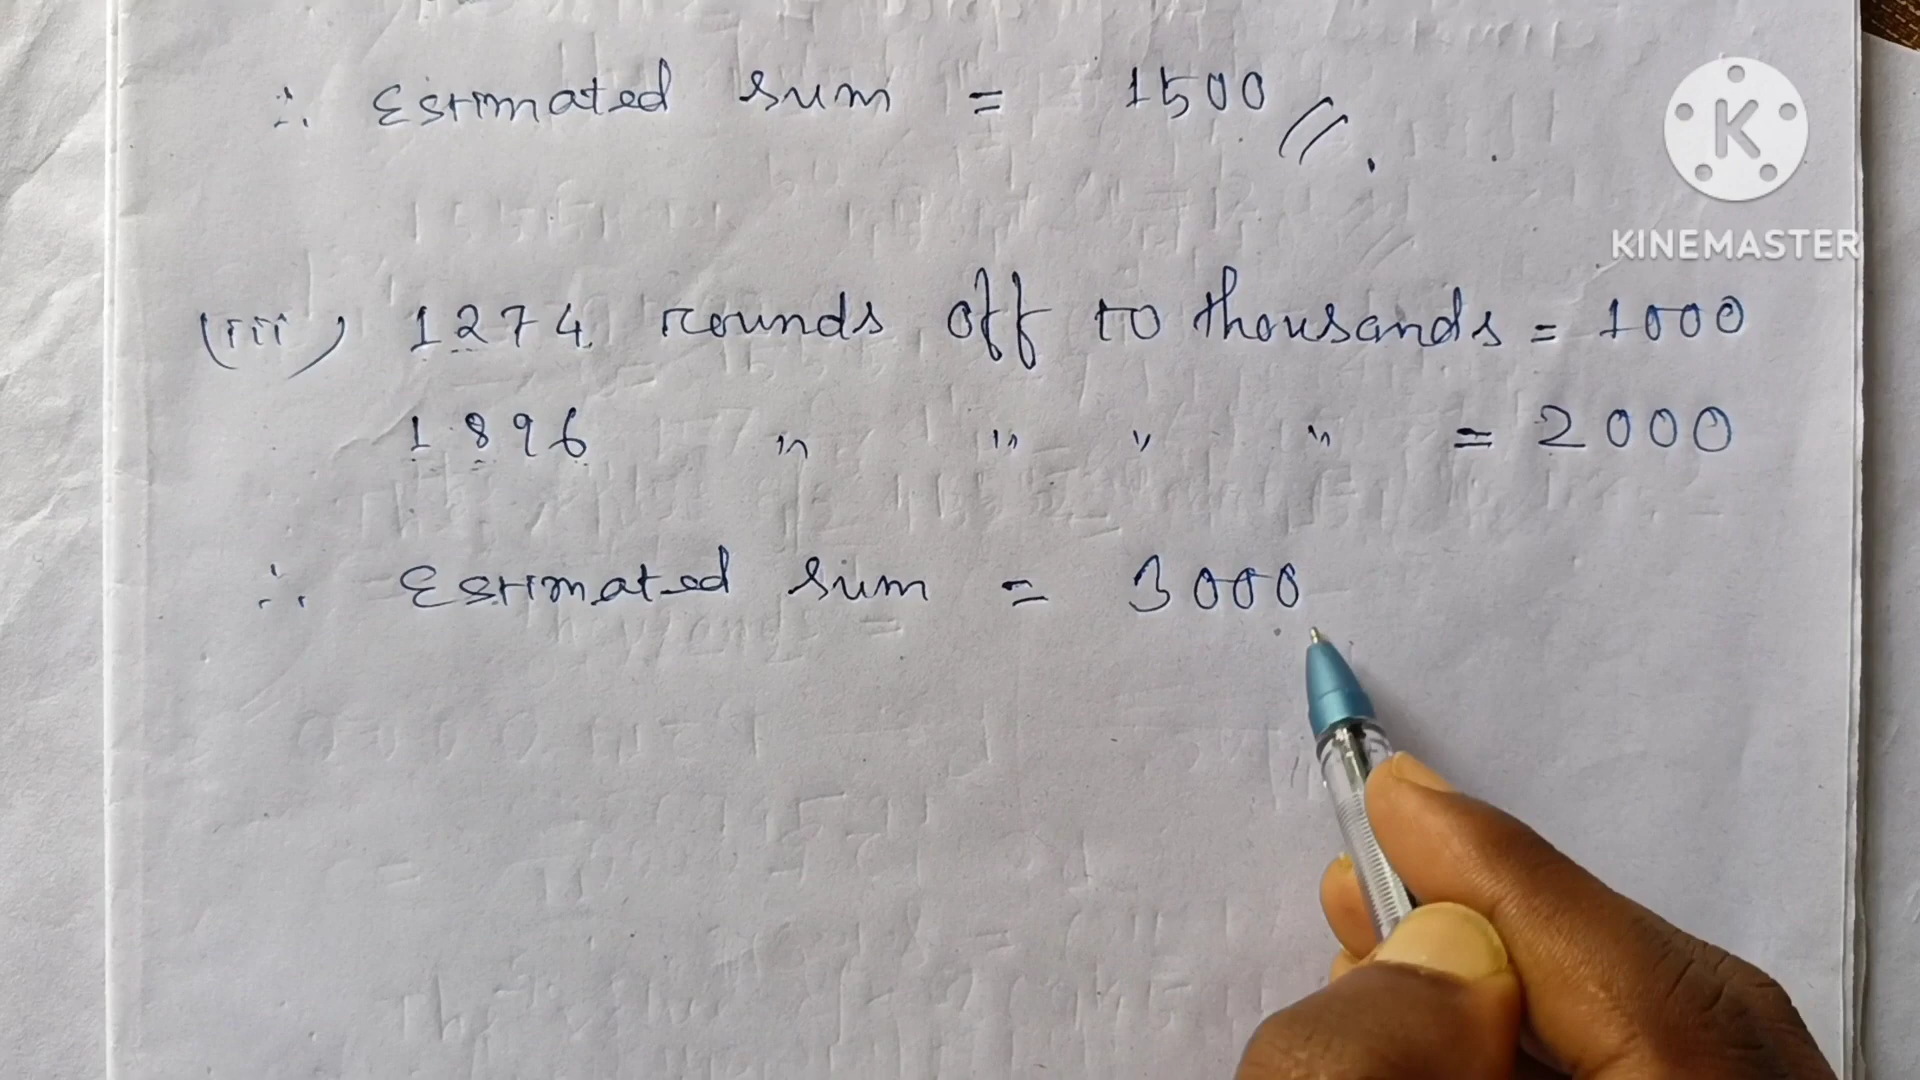 ∴ Estimated sum = 1500 //.
K
KINEMASTER
(iii) 1274 rounds off to thousands = 1000
1896 " " " " = 2000
∴ Estimated sum = 3000